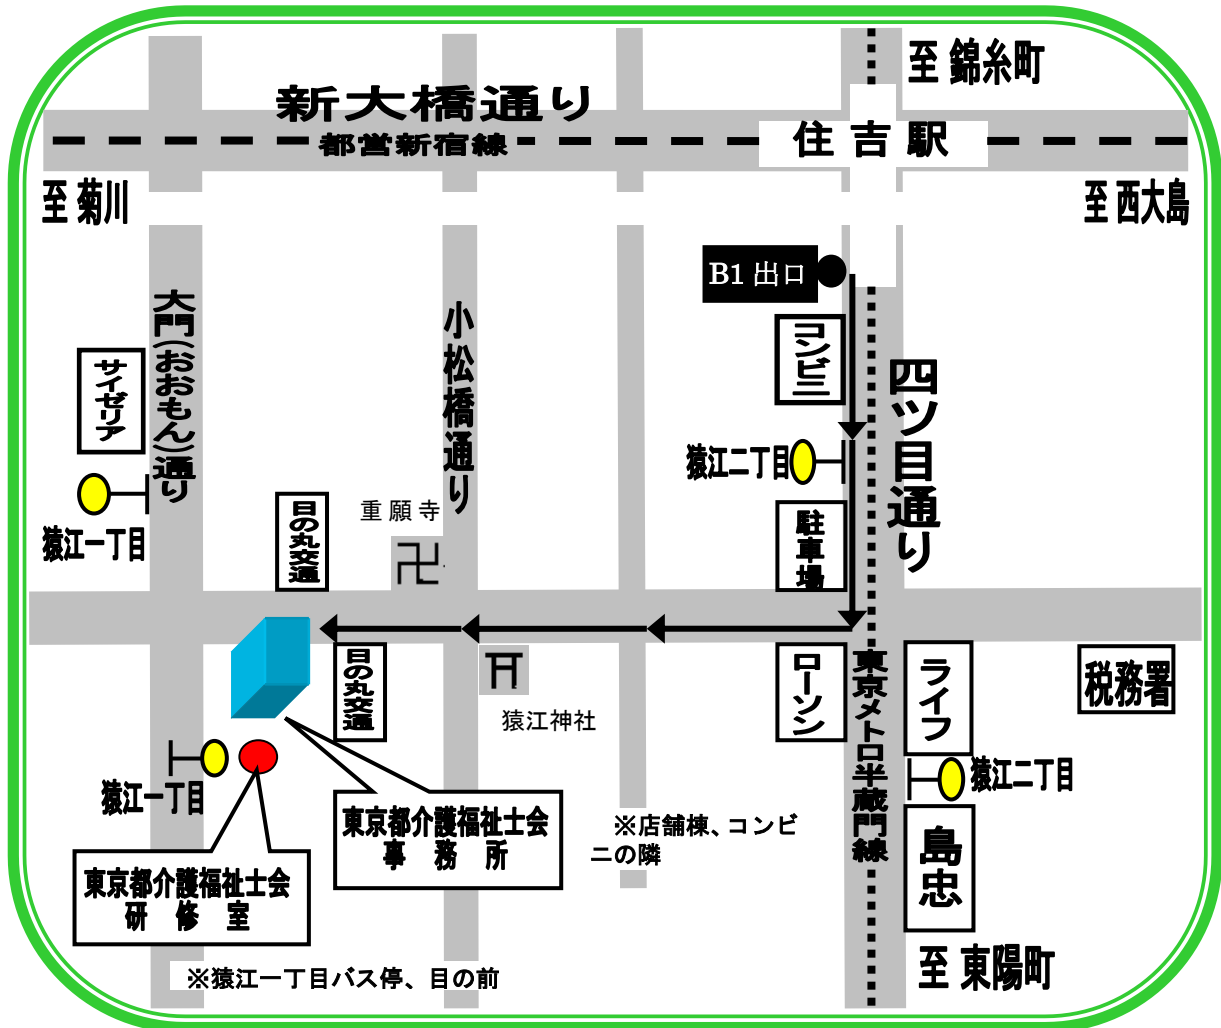 至 錦糸町
新大橋通り
都営新宿線
住吉駅
至 菊川
至 西大島
B1 出口
コンビニ
大門(おおもん)通り
小松橋通り
四ツ目通り
サイゼリア
猿江二丁目
猿江一丁目
日の丸交通
重願寺
卍
駐車場
日の丸交通
猿江神社
ローソン
東京メトロ半蔵門線
ライフ
税務署
猿江一丁目
猿江二丁目
東京都介護福祉士会
事務所
※店舗棟、コンビ
ニの隣
島忠
東京都介護福祉士会
研修室
至 東陽町
※猿江一丁目バス停、目の前